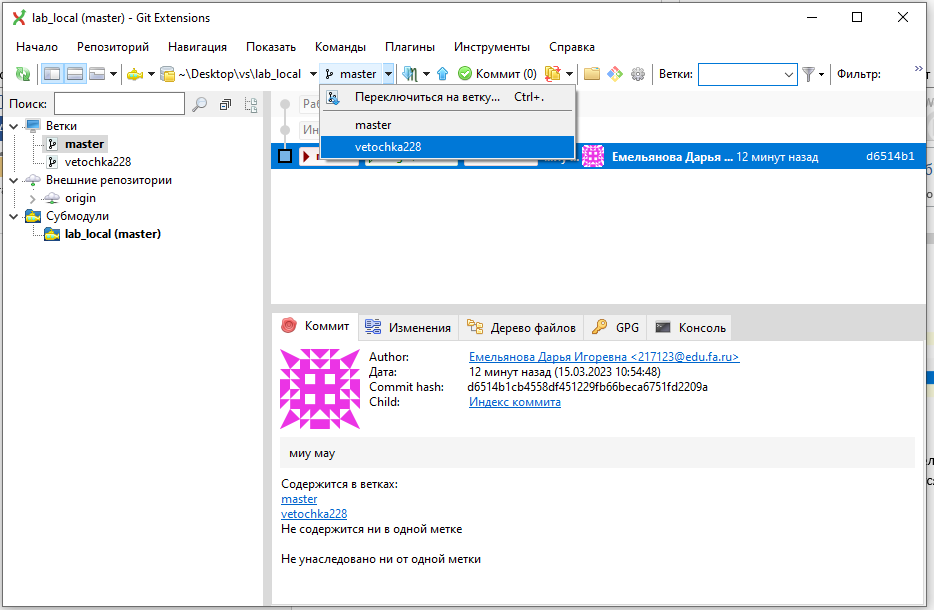 lab_local (master) - Git Extensions
Начало Репозиторий Навигация Показать Команды Плагины Инструменты Справка
~\Desktop\vs\lab_local master Коммит (0) Ветки: Фильтр:
Поиск:
Переключиться на ветку... Ctrl+.
master
vetochka228
Ветки
master
vetochka228
Внешние репозитории
origin
Субмодули
lab_local (master)
Емельянова Дарья ... 12 минут назад d6514b1
Коммит Изменения Дерево файлов GPG Консоль
Author: Емельянова Дарья Игоревна <217123@edu.fa.ru>
Дата: 12 минут назад (15.03.2023 10:54:48)
Commit hash: d6514b1cb4558df451229fb66beca6751fd2209a
Child: Индекс коммита
миу мау
Содержится в ветках:
master
vetochka228
Не содержится ни в одной метке
Не унаследовано ни от одной метки